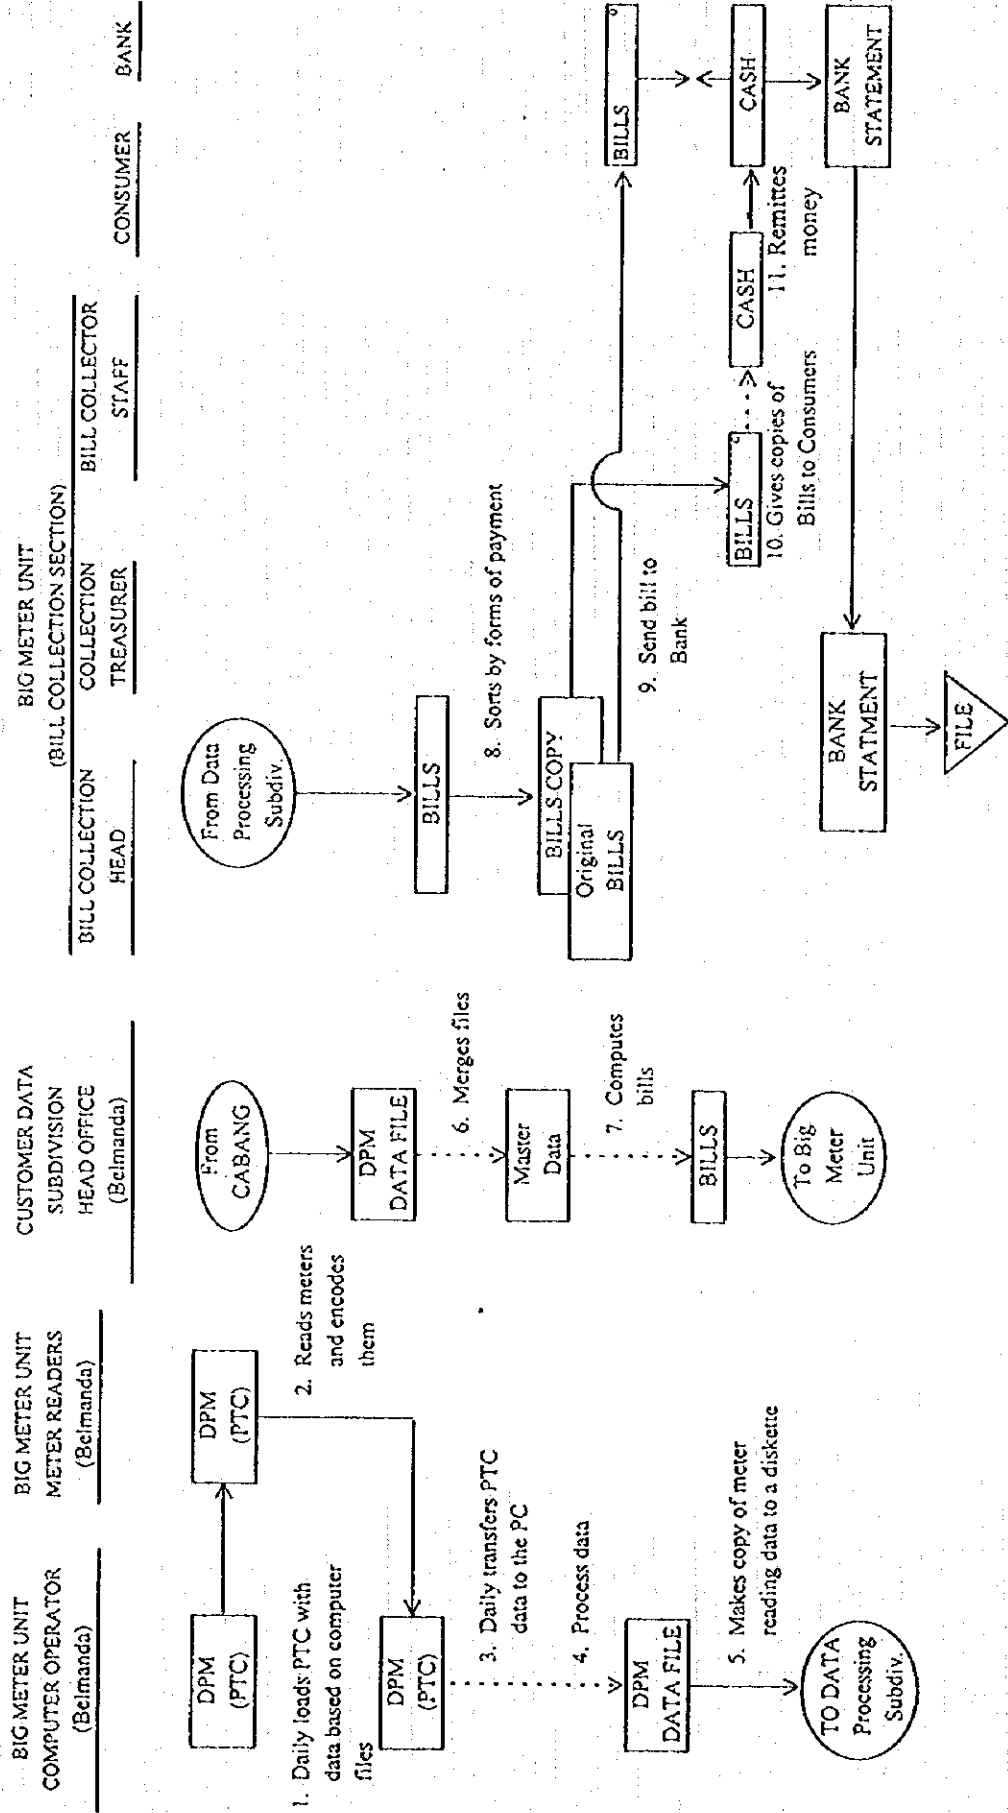 BIG METER UNIT
COMPUTER OPERATOR
(Belmanda)
BIG METER UNIT
METER READERS
(Belmanda)
CUSTOMER DATA
SUBDIVISION
HEAD OFFICE
(Belmanda)
BIG METER UNIT
(BILL COLLECTION SECTION)
BILL COLLECTION
HEAD
COLLECTION
TREASURER
BILL COLLECTOR
STAFF
CONSUMER
BANK
DPM
(PTC)
DPM
(PTC)
1. Daily loads PTC with
data based on computer
files
2. Reads meters
and encodes
them
DPM
(PTC)
3. Daily transfers PTC
data to the PC
4. Process data
DPM
DATA FILE
5. Makes copy of meter
reading data to a diskette
TO DATA
Processing
Subdiv.
From
CABANG
DPM
DATA FILE
6. Merges files
Master
Data
7. Computes
bills
BILLS
To Big
Meter
Unit
From Data
Processing
Subdiv.
BILLS
8. Sorts by forms of payment
BILLS COPY
Original
BILLS
9. Send bill to
Bank
BILLS
BILLS
10. Gives copies of
Bills to Consumers
CASH
11. Remittes
money
CASH
BANK
STATEMENT
BANK
STATMENT
FILE